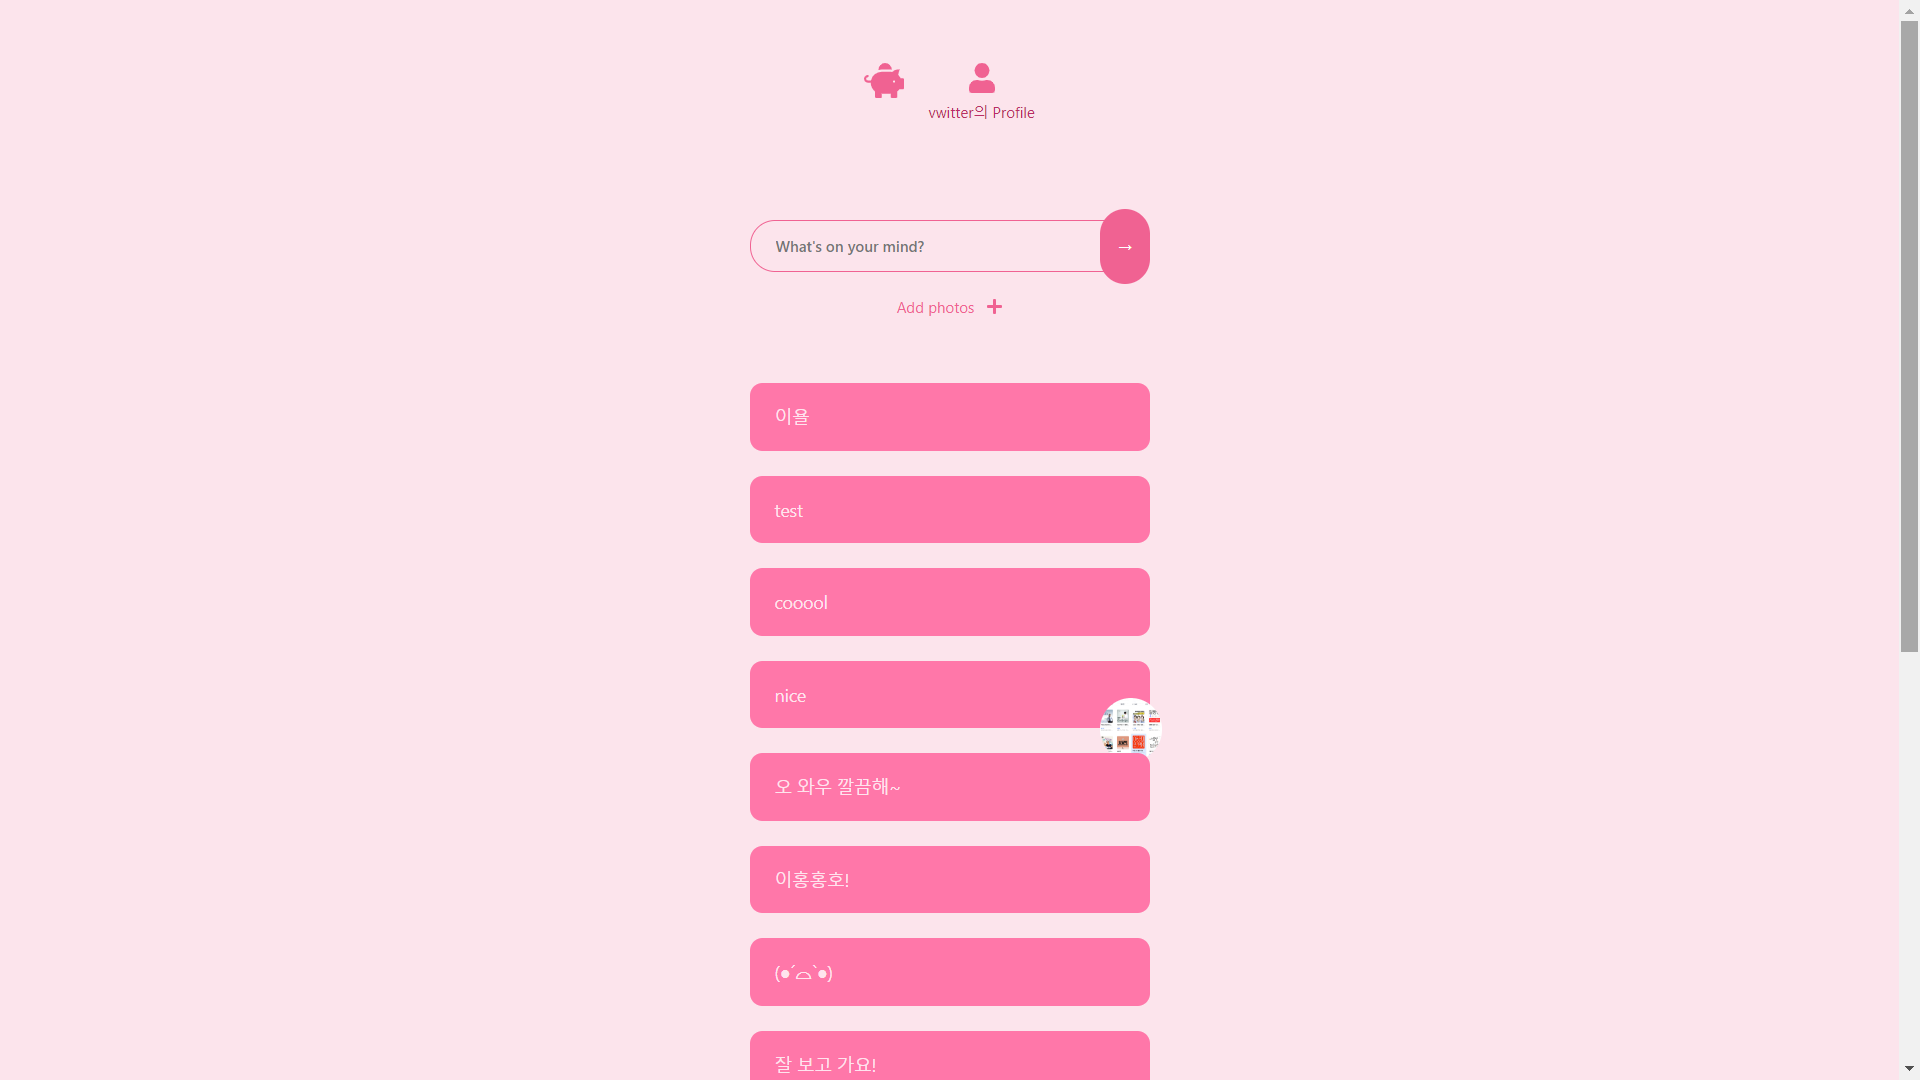 vwitter의 Profile
What's on your mind?
→
Add photos
이욜
test
cooool
nice
오 와우 깔끔해~
이홍홍호!
(●´⌓`●)
잘 보고 가요!